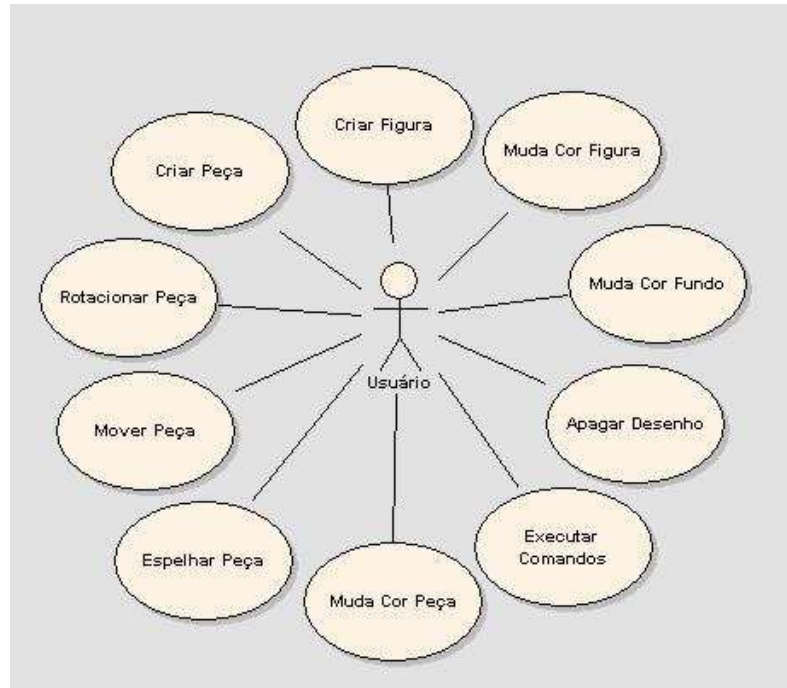 Criar Figura
Muda Cor Figura
Criar Peça
Muda Cor Fundo
Rotacionar Peça
Usuário
Apagar Desenho
Mover Peça
Executar
Comandos
Espelhar Peça
Muda Cor Peça